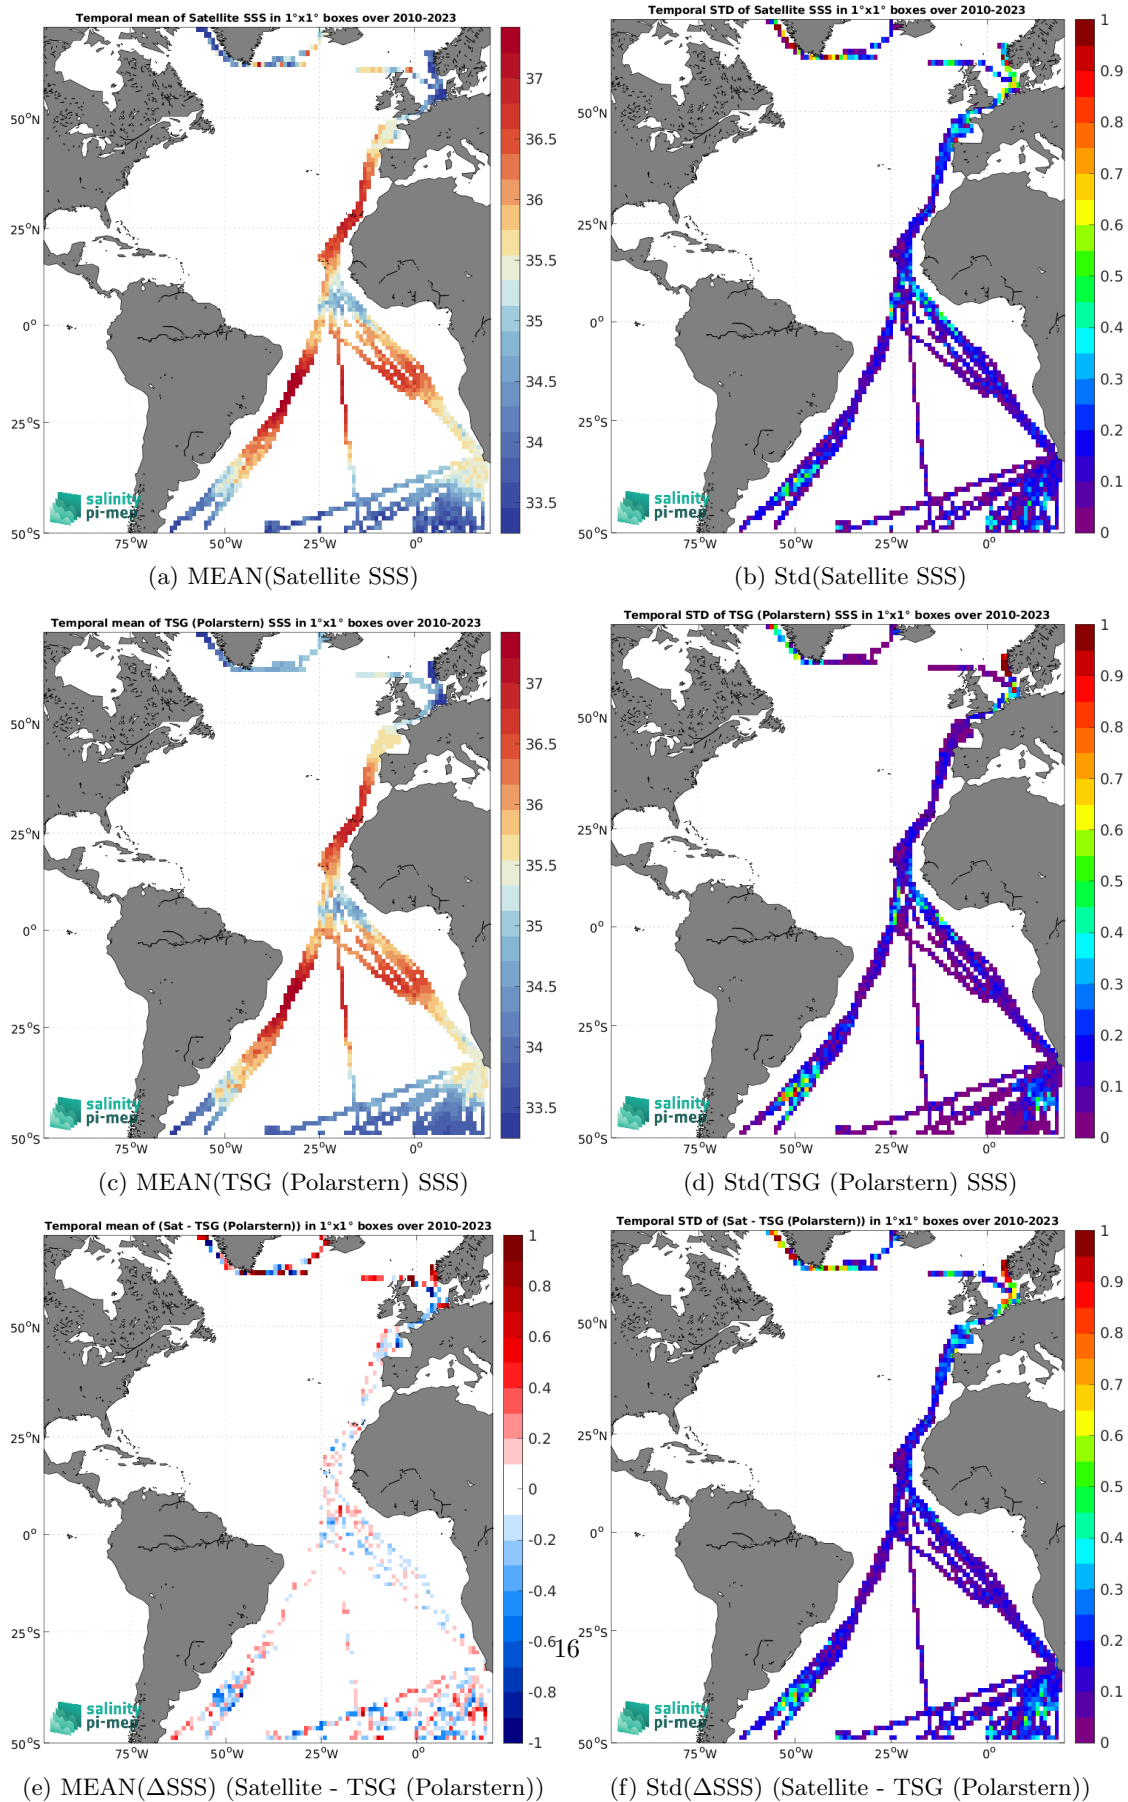 Temporal mean of Satellite SSS in 1°x1° boxes over 2010-2023
50°N
25°N
0°
25°S
50°S
75°W
50°W
25°W
0°
37
36.5
36
35.5
35
34.5
34
33.5
salinity
pi-mep
(a) MEAN(Satellite SSS)
Temporal STD of Satellite SSS in 1°x1° boxes over 2010-2023
50°N
25°N
0°
25°S
50°S
75°W
50°W
25°W
0°
1
0.9
0.8
0.7
0.6
0.5
0.4
0.3
0.2
0.1
0
salinity
pi-mep
(b) Std(Satellite SSS)
Temporal mean of TSG (Polarstern) SSS in 1°x1° boxes over 2010-2023
50°N
25°N
0°
25°S
50°S
75°W
50°W
25°W
0°
37
36.5
36
35.5
35
34.5
34
33.5
salinity
pi-mep
(c) MEAN(TSG (Polarstern) SSS)
Temporal STD of TSG (Polarstern) SSS in 1°x1° boxes over 2010-2023
50°N
25°N
0°
25°S
50°S
75°W
50°W
25°W
0°
1
0.9
0.8
0.7
0.6
0.5
0.4
0.3
0.2
0.1
0
salinity
pi-mep
(d) Std(TSG (Polarstern) SSS)
Temporal mean of (Sat - TSG (Polarstern)) in 1°x1° boxes over 2010-2023
50°N
25°N
0°
25°S
50°S
75°W
50°W
25°W
0°
1
0.8
0.6
0.4
0.2
0
-0.2
-0.4
-0.6
-0.8
-1
salinity
pi-mep
(e) MEAN(ΔSSS) (Satellite - TSG (Polarstern))
Temporal STD of (Sat - TSG (Polarstern)) in 1°x1° boxes over 2010-2023
50°N
25°N
0°
25°S
50°S
75°W
50°W
25°W
0°
1
0.9
0.8
0.7
0.6
0.5
0.4
0.3
0.2
0.1
0
salinity
pi-mep
(f) Std(ΔSSS) (Satellite - TSG (Polarstern))
16